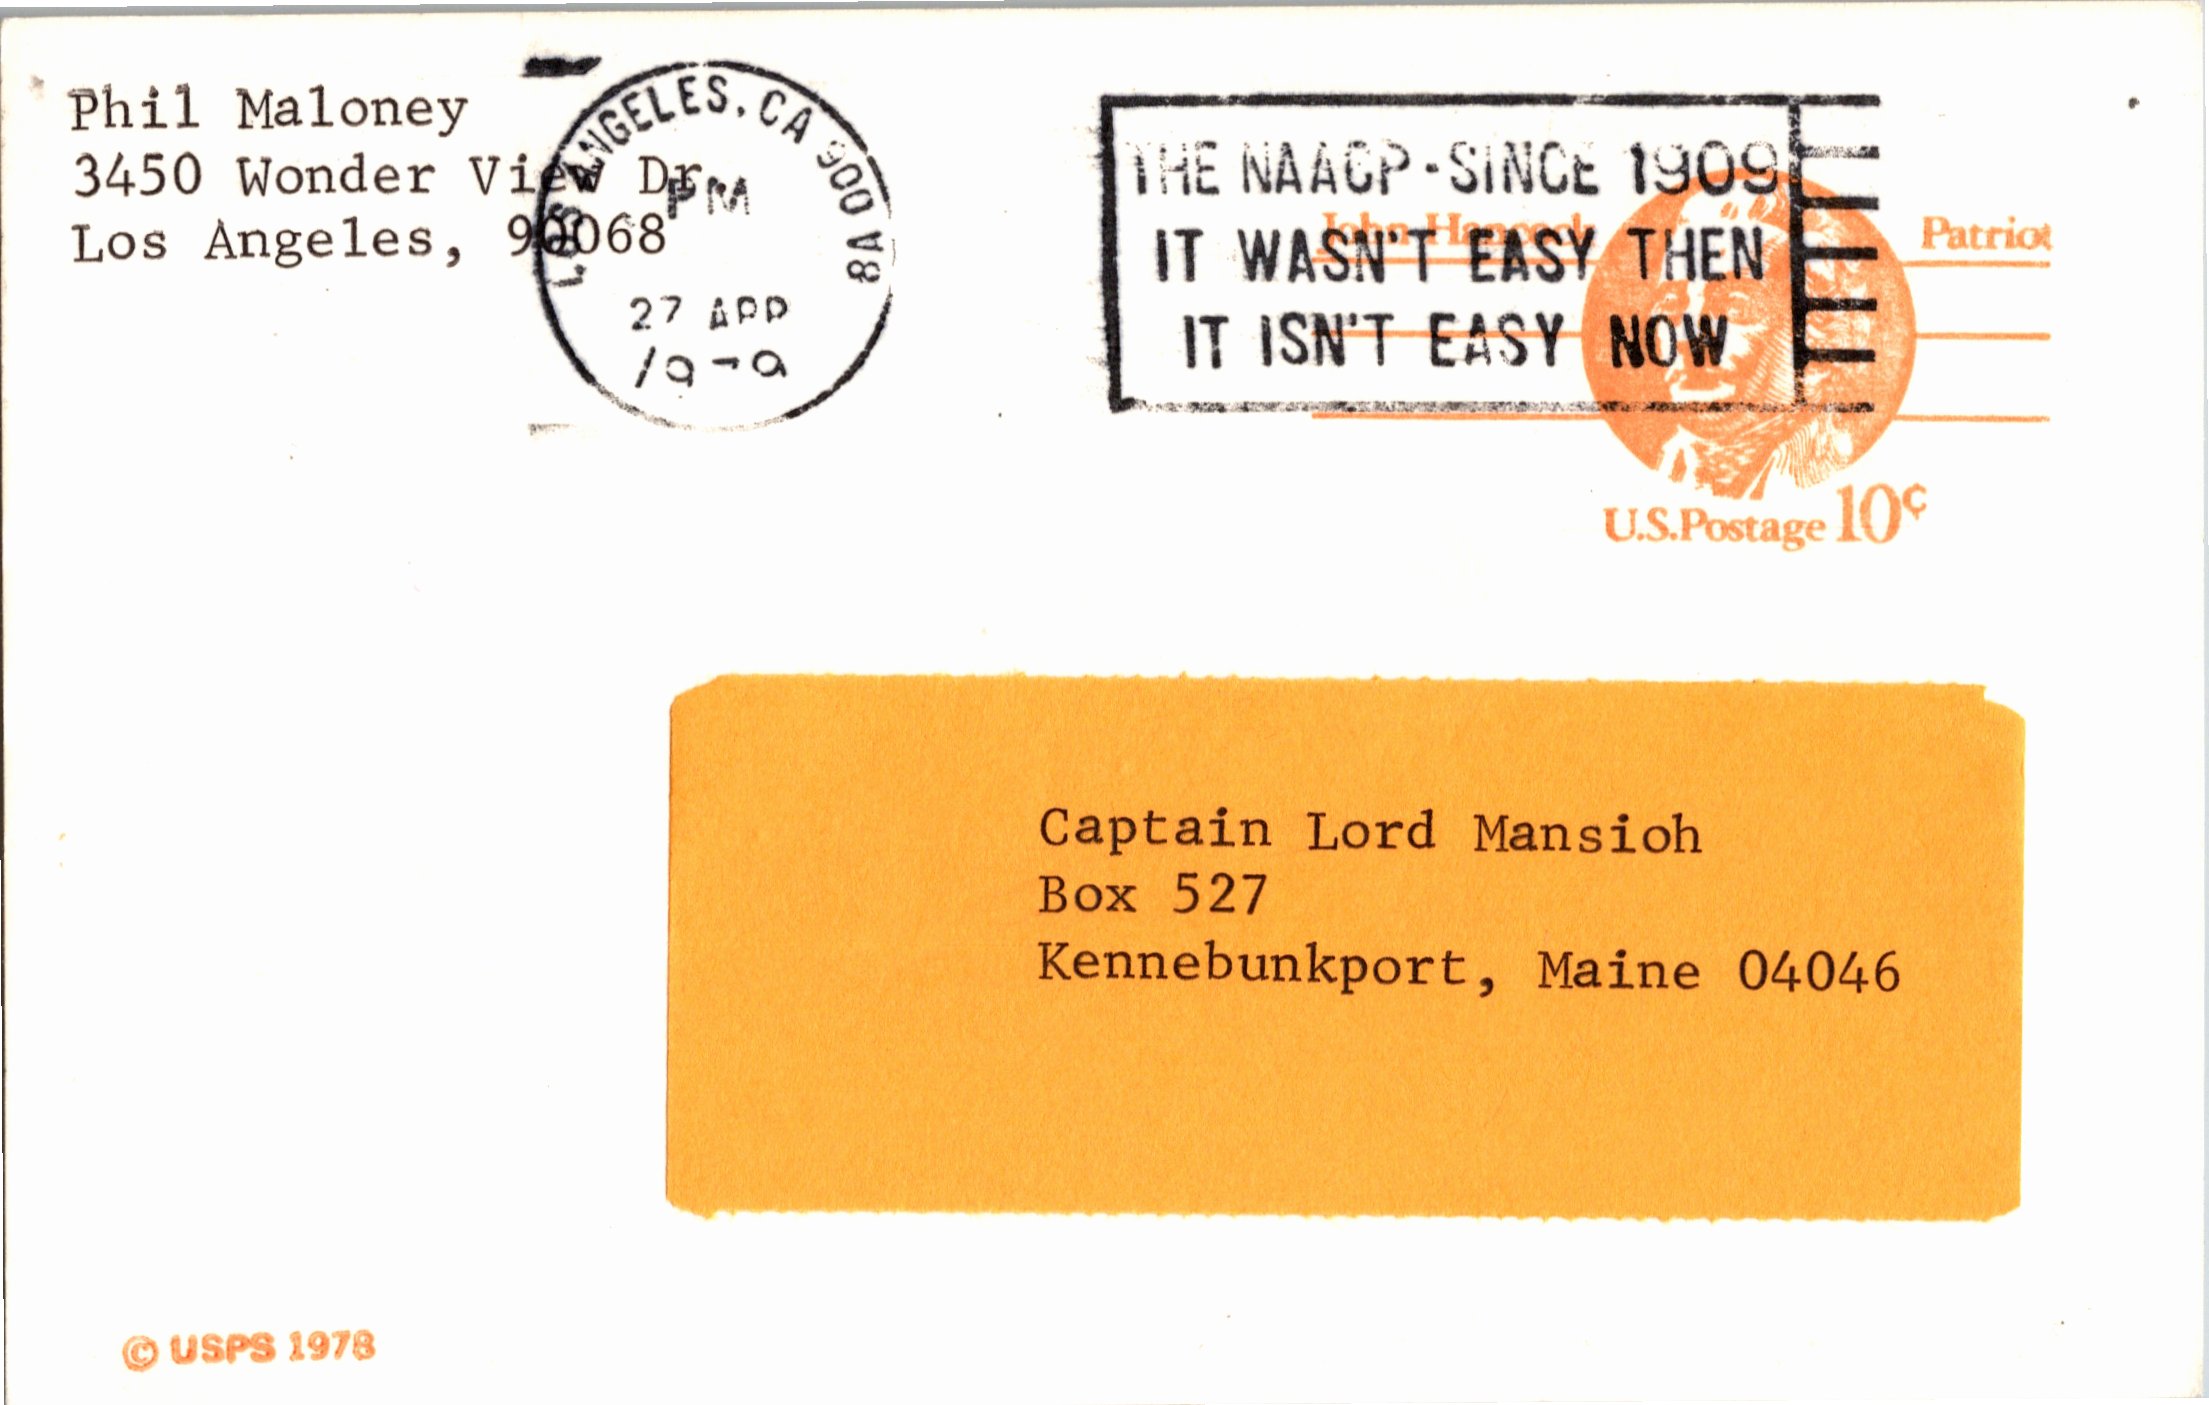 Phil Maloney
3450 Wonder View Dr.
Los Angeles, 90068
LOS ANGELES, CA 900
PM
27 APR
1979
THE NAACP - SINCE 1909
IT WASN'T EASY THEN
IT ISN'T EASY NOW
John Hancock
Patriot
U.S. Postage 10¢
Captain Lord Mansioh
Box 527
Kennebunkport, Maine 04046
© USPS 1978